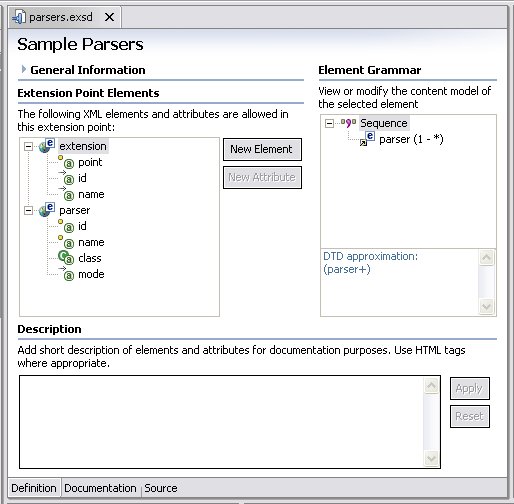 parsers.exsd
Sample Parsers
General Information
Extension Point Elements
The following XML elements and attributes are allowed in
this extension point:
extension
point
id
name
parser
id
name
class
mode
New Element
New Attribute
Element Grammar
View or modify the content model of
the selected element
Sequence
parser (1 - *)
DTD approximation:
(parser+)
Description
Add short description of elements and attributes for documentation purposes. Use HTML tags
where appropriate.
Apply
Reset
Definition Documentation Source